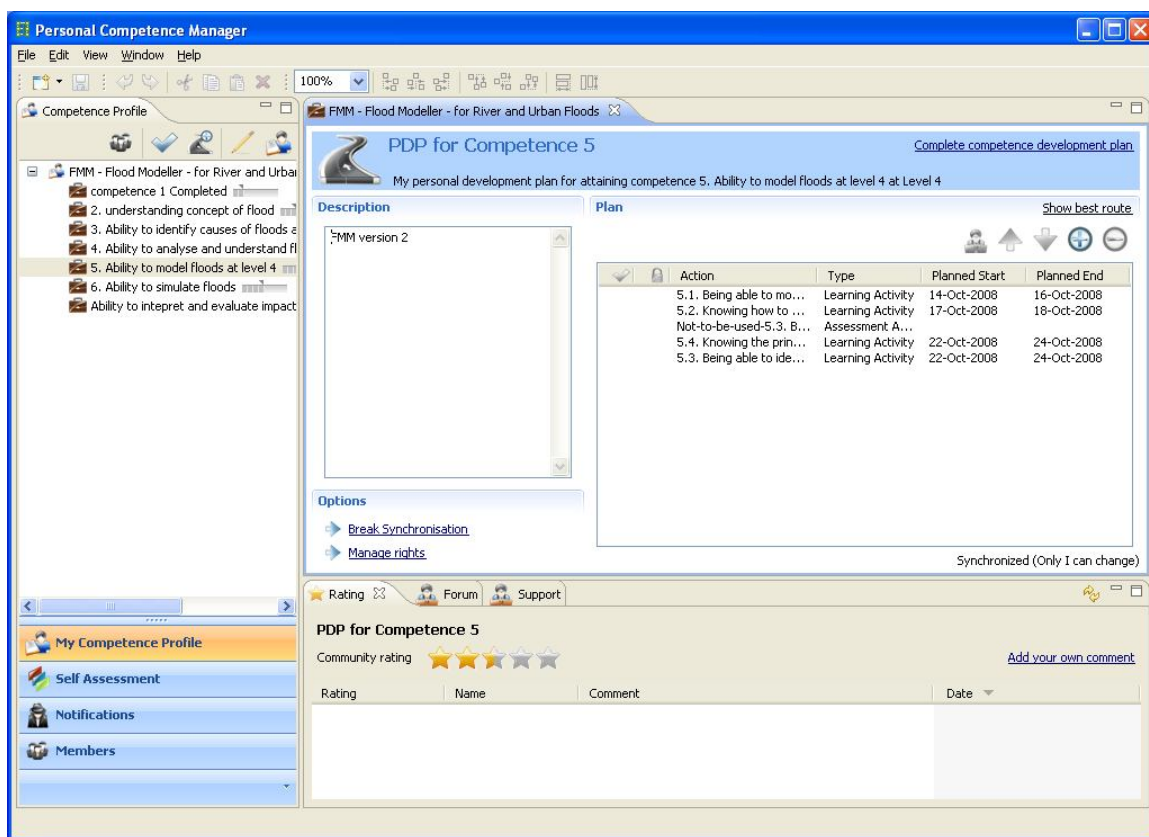 Personal Competence Manager
File Edit View Window Help
100%
Competence Profile
FMM - Flood Modeller - for River and Urba
competence 1 Completed
2. understanding concept of flood
3. Ability to identify causes of floods a
4. Ability to analyse and understand fl
5. Ability to model floods at level 4
6. Ability to simulate floods
Ability to intepret and evaluate impact
My Competence Profile
Self Assessment
Notifications
Members
FMM - Flood Modeller - for River and Urban Floods
PDP for Competence 5
Complete competence development plan
My personal development plan for attaining competence 5. Ability to model floods at level 4 at Level 4
Description
FMM version 2
Options
Break Synchronisation
Manage rights
Plan
Show best route
Action Type Planned Start Planned End
5.1. Being able to mo... Learning Activity 14-Oct-2008 16-Oct-2008
5.2. Knowing how to ... Learning Activity 17-Oct-2008 18-Oct-2008
Not-to-be-used-5.3. B... Assessment A...
5.4. Knowing the prin... Learning Activity 22-Oct-2008 24-Oct-2008
5.3. Being able to ide... Learning Activity 22-Oct-2008 24-Oct-2008
Synchronized (Only I can change)
Rating Forum Support
PDP for Competence 5
Community rating
Add your own comment
Rating Name Comment Date